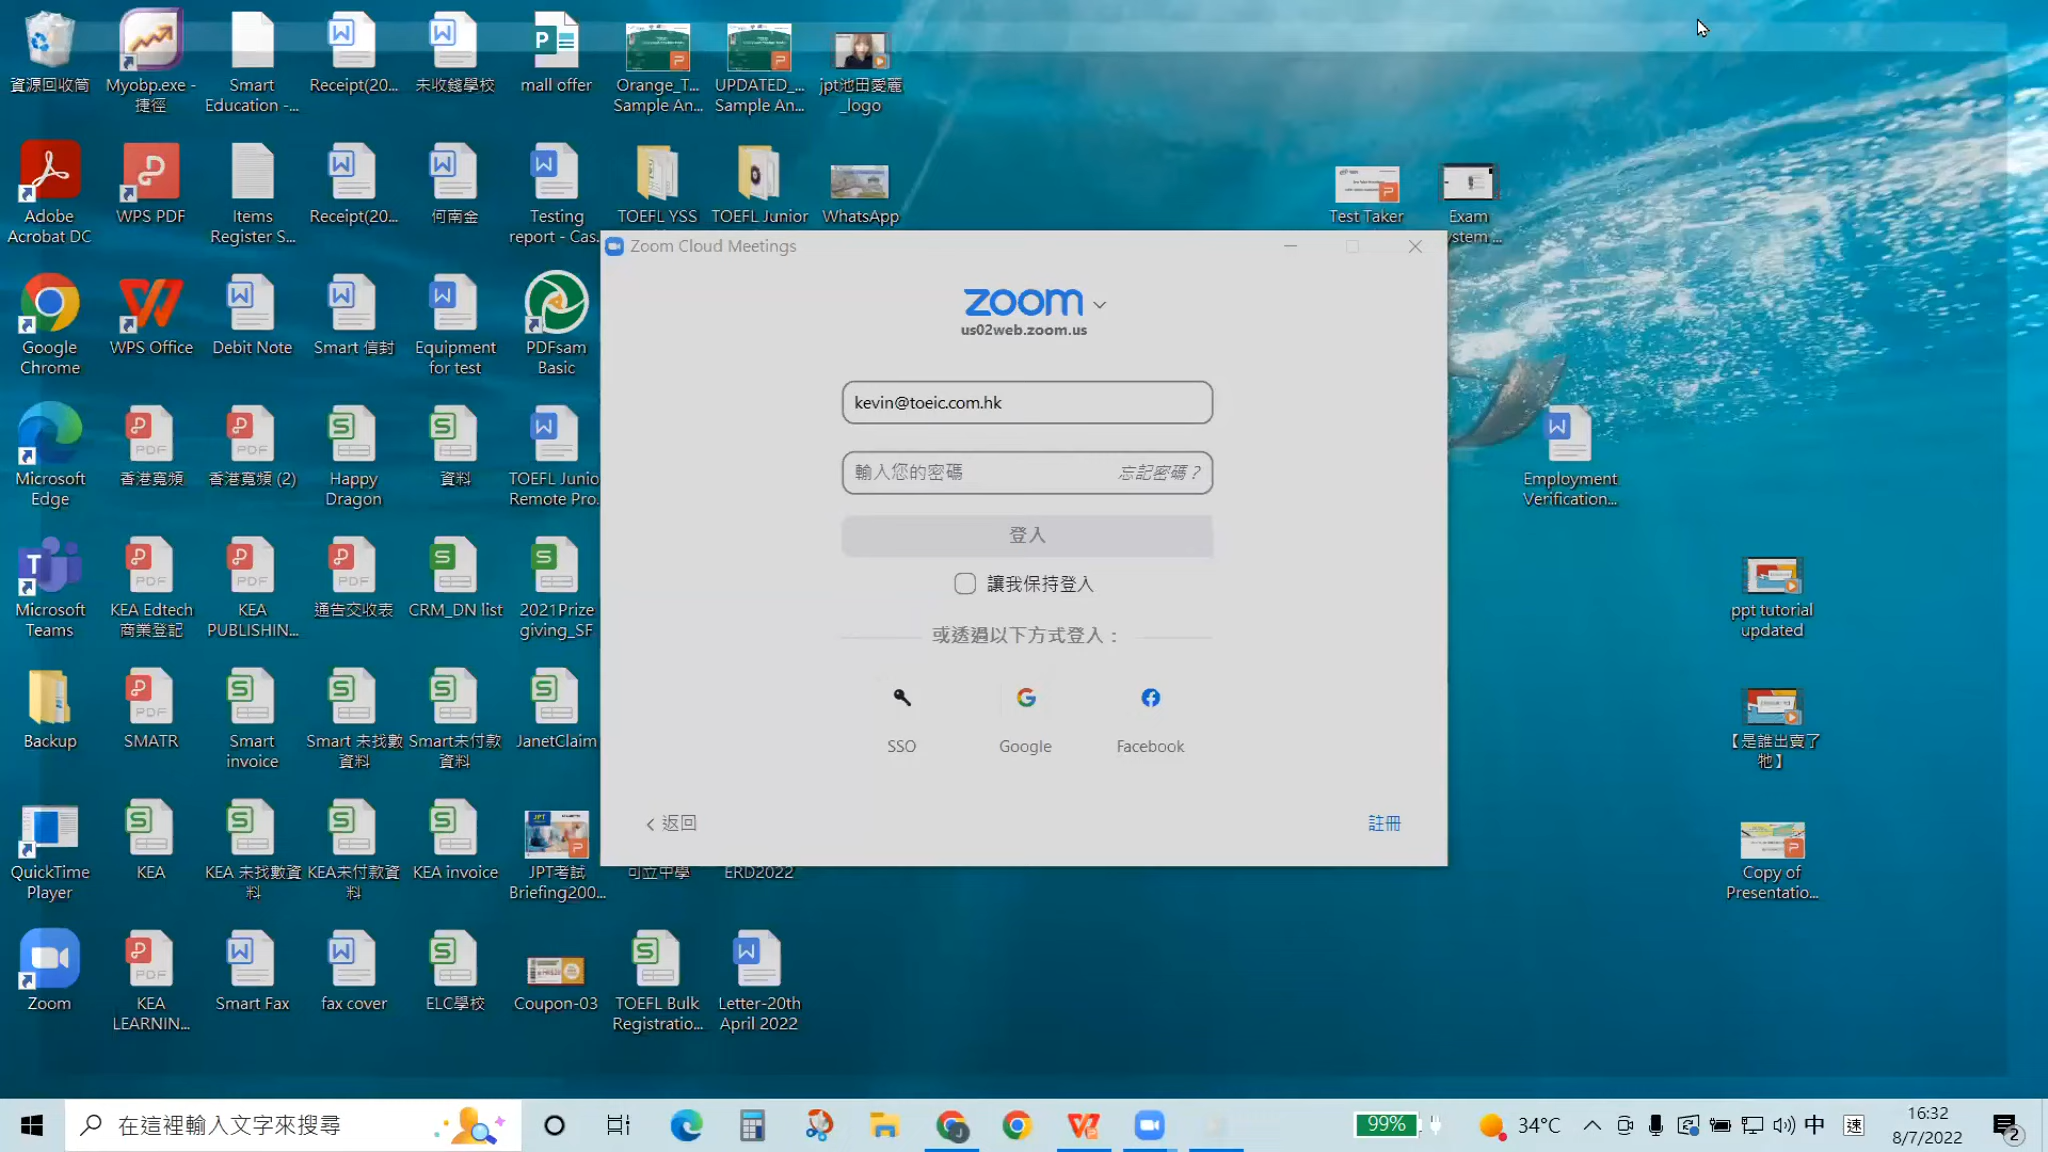 資源回收筒
Myobp.exe -
捷徑
Smart
Education -...
Receipt(20...
未收錢學校
mall offer
Orange_T...
Sample An...
UPDATED_...
Sample An...
jpt池田愛麗
_logo
Adobe
Acrobat DC
WPS PDF
Items
Register S...
Receipt(20...
何南金
Testing
report - Cas...
TOEFL YSS
TOEFL Junior
WhatsApp
Test Taker
Exam
Google
Chrome
WPS Office
Debit Note
Smart 信封
Equipment
for test
PDFsam
Basic
Microsoft
Edge
香港寬頻
香港寬頻 (2)
Happy
Dragon
資料
TOEFL Junio
Remote Pro.
Employment
Verification...
Microsoft
Teams
KEA Edtech
商業登記
KEA
PUBLISHIN...
通告交收表
CRM_DN list
2021Prize
giving_SF
ppt tutorial
updated
Backup
SMATR
Smart
invoice
Smart 未找數
資料
Smart未付款
資料
JanetClaim
【是誰出賣了
牠】
QuickTime
Player
KEA
KEA 未找數資
料
KEA未付款資
料
KEA invoice
JPT考試
Briefing200...
可立中學
ERD2022
Copy of
Presentatio...
Zoom
KEA
LEARNIN...
Smart Fax
fax cover
ELC學校
Coupon-03
TOEFL Bulk
Registratio...
Letter-20th
April 2022
Zoom Cloud Meetings
zoom
us02web.zoom.us
kevin@toeic.com.hk
輸入您的密碼
忘記密碼？
登入
讓我保持登入
或透過以下方式登入：
SSO
Google
Facebook
返回
註冊
在這裡輸入文字來搜尋
99%
34°C
中
速
16:32
8/7/2022
2